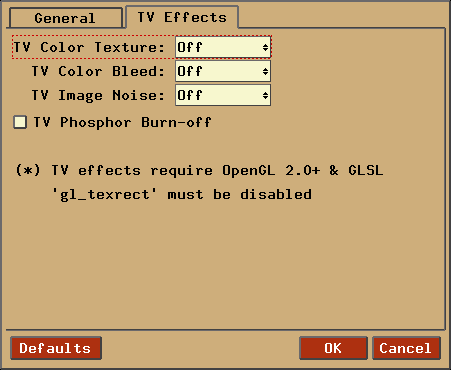 General TV Effects
TV Color Texture: Off
TV Color Bleed: Off
TV Image Noise: Off
TV Phosphor Burn-off
(*) TV effects require OpenGL 2.0+ & GLSL
'gl_texrect' must be disabled
Defaults OK Cancel